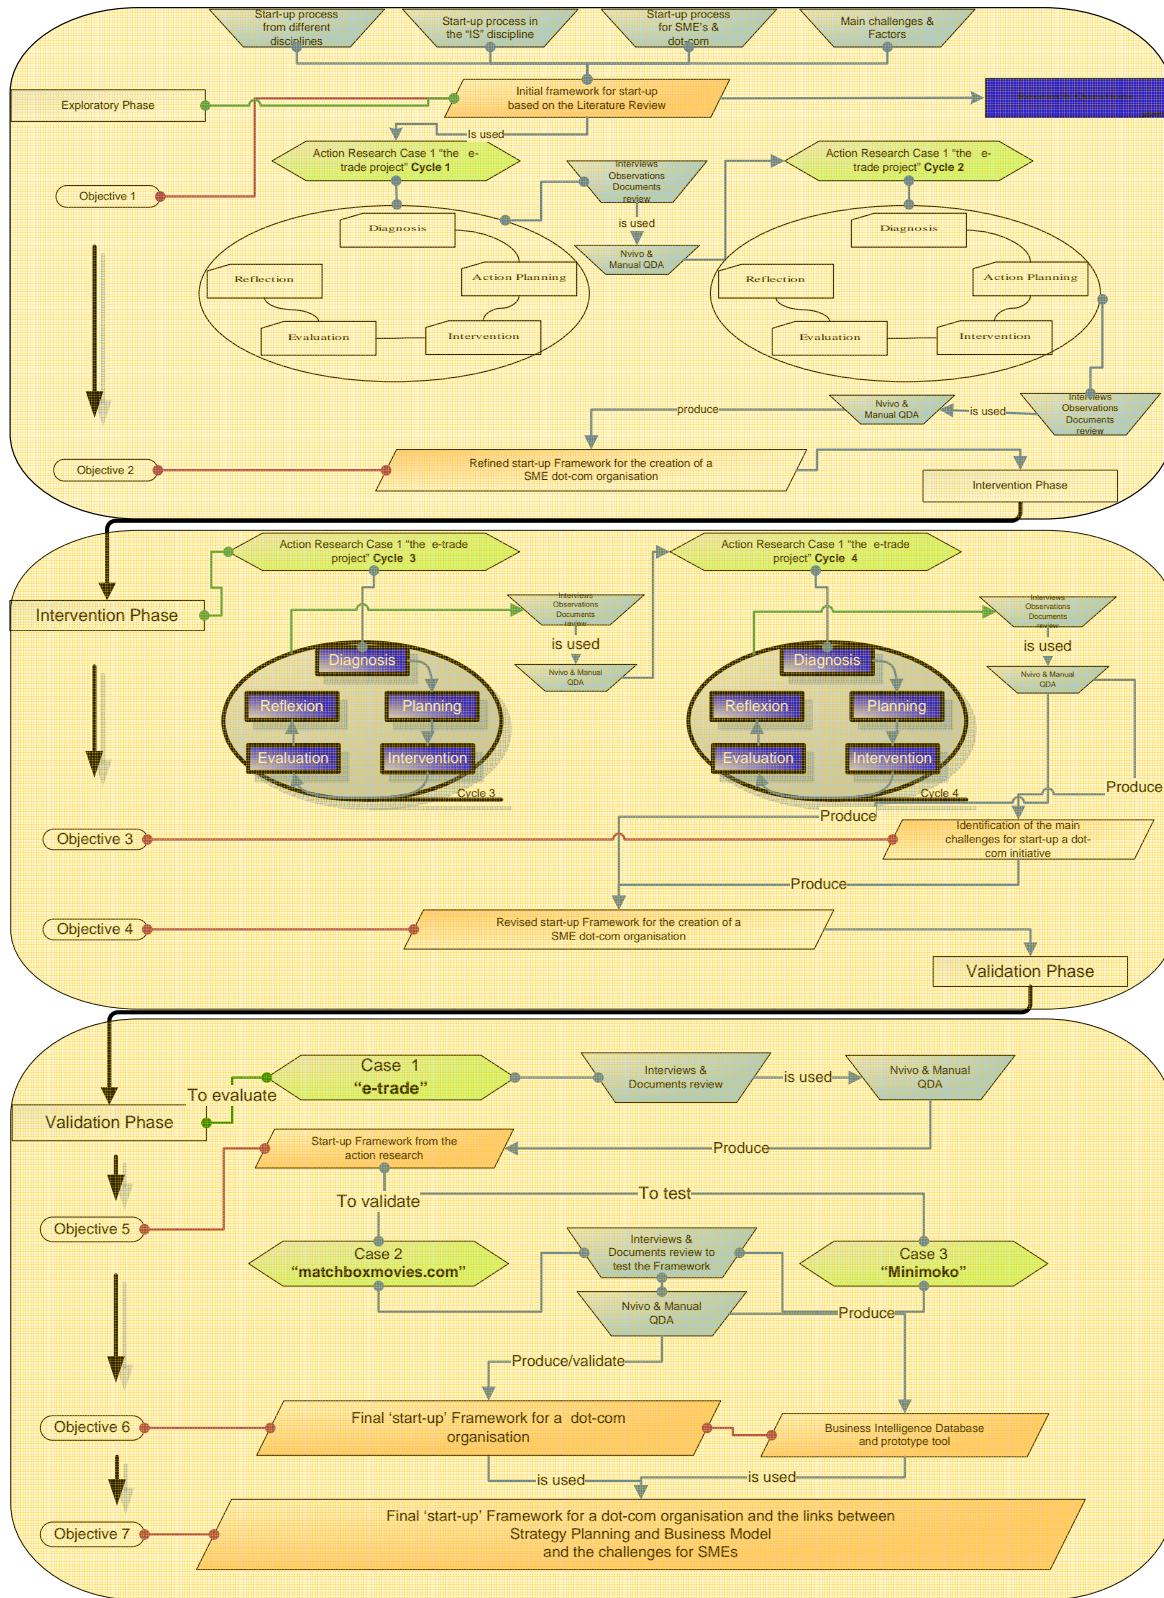 Start-up process
from different
disciplines
Start-up process in
the "IS" discipline
Start-up process
for SME's &
dot-com
Main challenges &
Factors
Exploratory Phase
Initial framework for start-up
based on the Literature Review
Is used
Action Research Case 1 "the e-
trade project" Cycle 1
Interviews
Observations
Documents
review
Action Research Case 1 "the e-
trade project" Cycle 2
Objective 1
is used
Nvivo &
Manual QDA
Diagnosis
Reflection
Action Planning
Evaluation
Intervention
Diagnosis
Reflection
Action Planning
Evaluation
Intervention
produce
Nvivo &
Manual QDA
is used
Interviews
Observations
Documents
review
Objective 2
Refined start-up Framework for the creation of a
SME dot-com organisation
Intervention Phase
Action Research Case 1 "the e-trade
project" Cycle 3
Action Research Case 1 "the e-trade
project" Cycle 4
Intervention Phase
Interviews
Observations
Documents
review
is used
Nvivo & Manual
QDA
Interviews
Observations
Documents
review
is used
Nvivo & Manual
QDA
Diagnosis
Reflexion
Planning
Evaluation
Intervention
Cycle 3
Diagnosis
Reflexion
Planning
Evaluation
Intervention
Cycle 4
Produce
Produce
Objective 3
Identification of the main
challenges for start-up a dot-
com initiative
Produce
Objective 4
Revised start-up Framework for the creation of a
SME dot-com organisation
Validation Phase
Case 1
"e-trade"
Interviews &
Documents review
is used
Nvivo & Manual
QDA
To evaluate
Validation Phase
Start-up Framework from the
action research
Produce
To validate
To test
Objective 5
Case 2
"matchboxmovies.com"
Interviews &
Documents review to
test the Framework
Case 3
"Minimoko"
Nvivo & Manual
QDA
Produce
Produce/validate
Objective 6
Final 'start-up' Framework for a dot-com
organisation
Business Intelligence Database
and prototype tool
is used
is used
Objective 7
Final 'start-up' Framework for a dot-com organisation and the links between
Strategy Planning and Business Model
and the challenges for SMEs